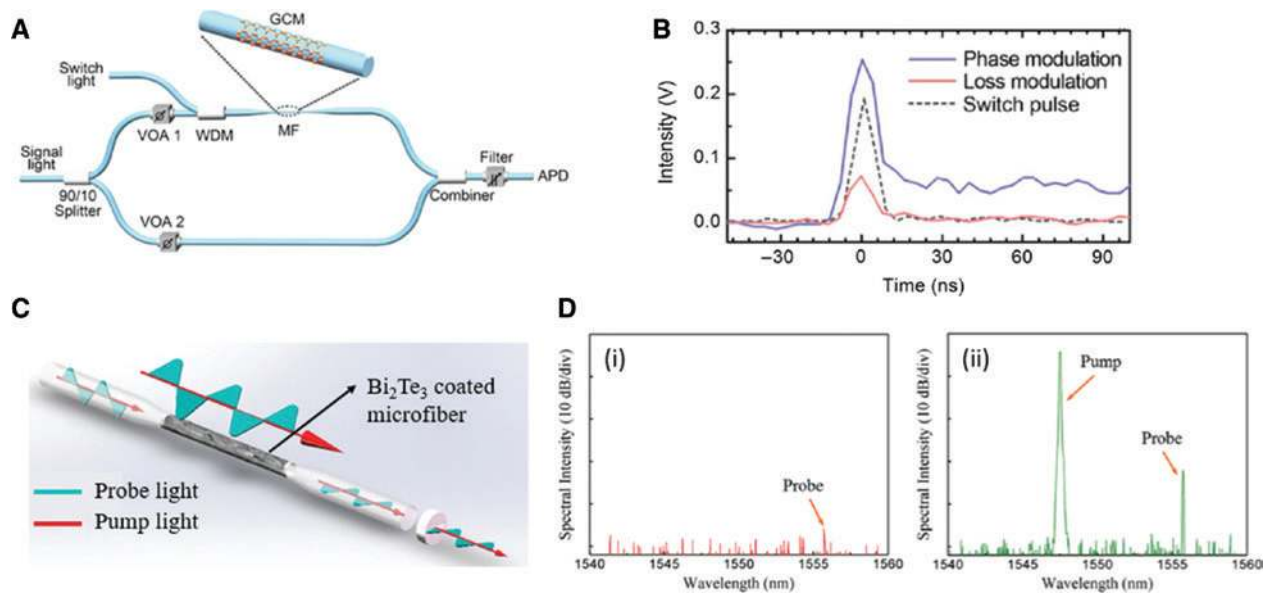 A
GCM
Switch
light
VOA 1
WDM
MF
Signal
light
90/10
Splitter
VOA 2
Combiner
Filter
APD
B
Intensity (V)
0.3
0.2
0.1
0.0
Phase modulation
Loss modulation
Switch pulse
−30
0
30
60
90
Time (ns)
C
Bi₂Te₃ coated
microfiber
Probe light
Pump light
D
(i)
Spectral Intensity (10 dB/div)
Probe
1540
1545
1550
1555
1560
Wavelength (nm)
(ii)
Spectral Intensity (10 dB/div)
Pump
Probe
1540
1545
1550
1555
1560
Wavelength (nm)